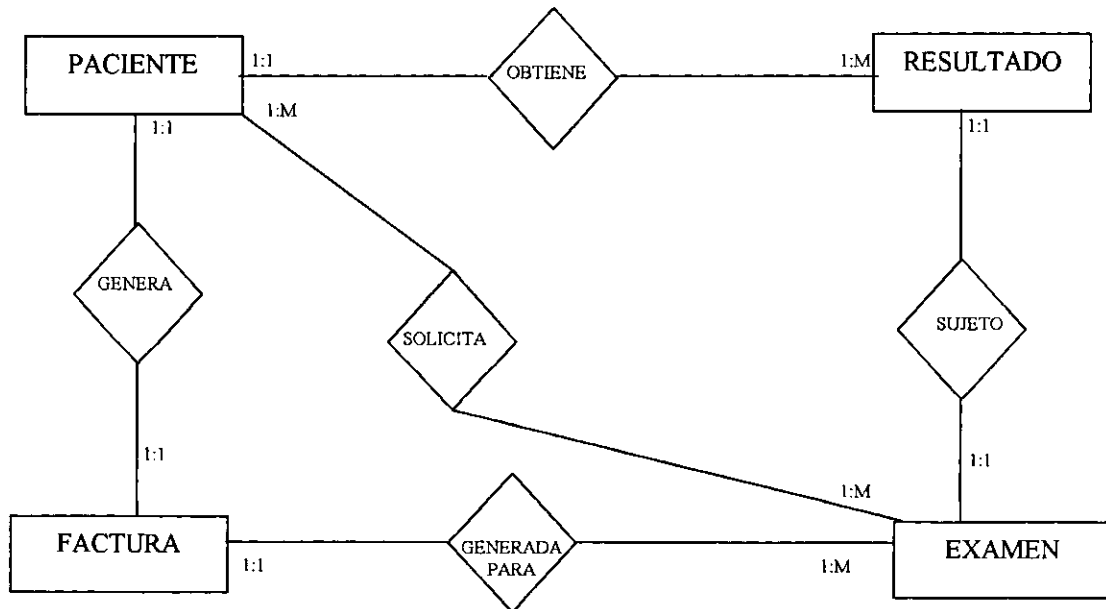 PACIENTE
1:1
OBTIENE
1:M
RESULTADO
1:M
1:1
1:1
GENERA
SOLICITA
SUJETO
1:1
1:M
1:1
FACTURA
1:1
GENERADA
PARA
1:M
EXAMEN